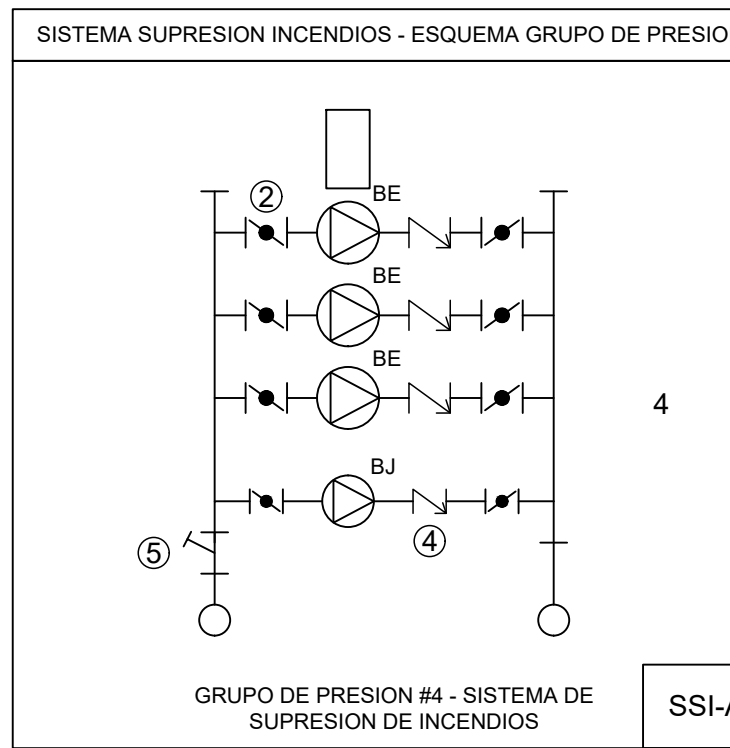 SISTEMA SUPRESION INCENDIOS - ESQUEMA GRUPO DE PRESIO
2
BE
BE
BE
4
BJ
4
5
GRUPO DE PRESION #4 - SISTEMA DE
SUPRESION DE INCENDIOS
SSI-A